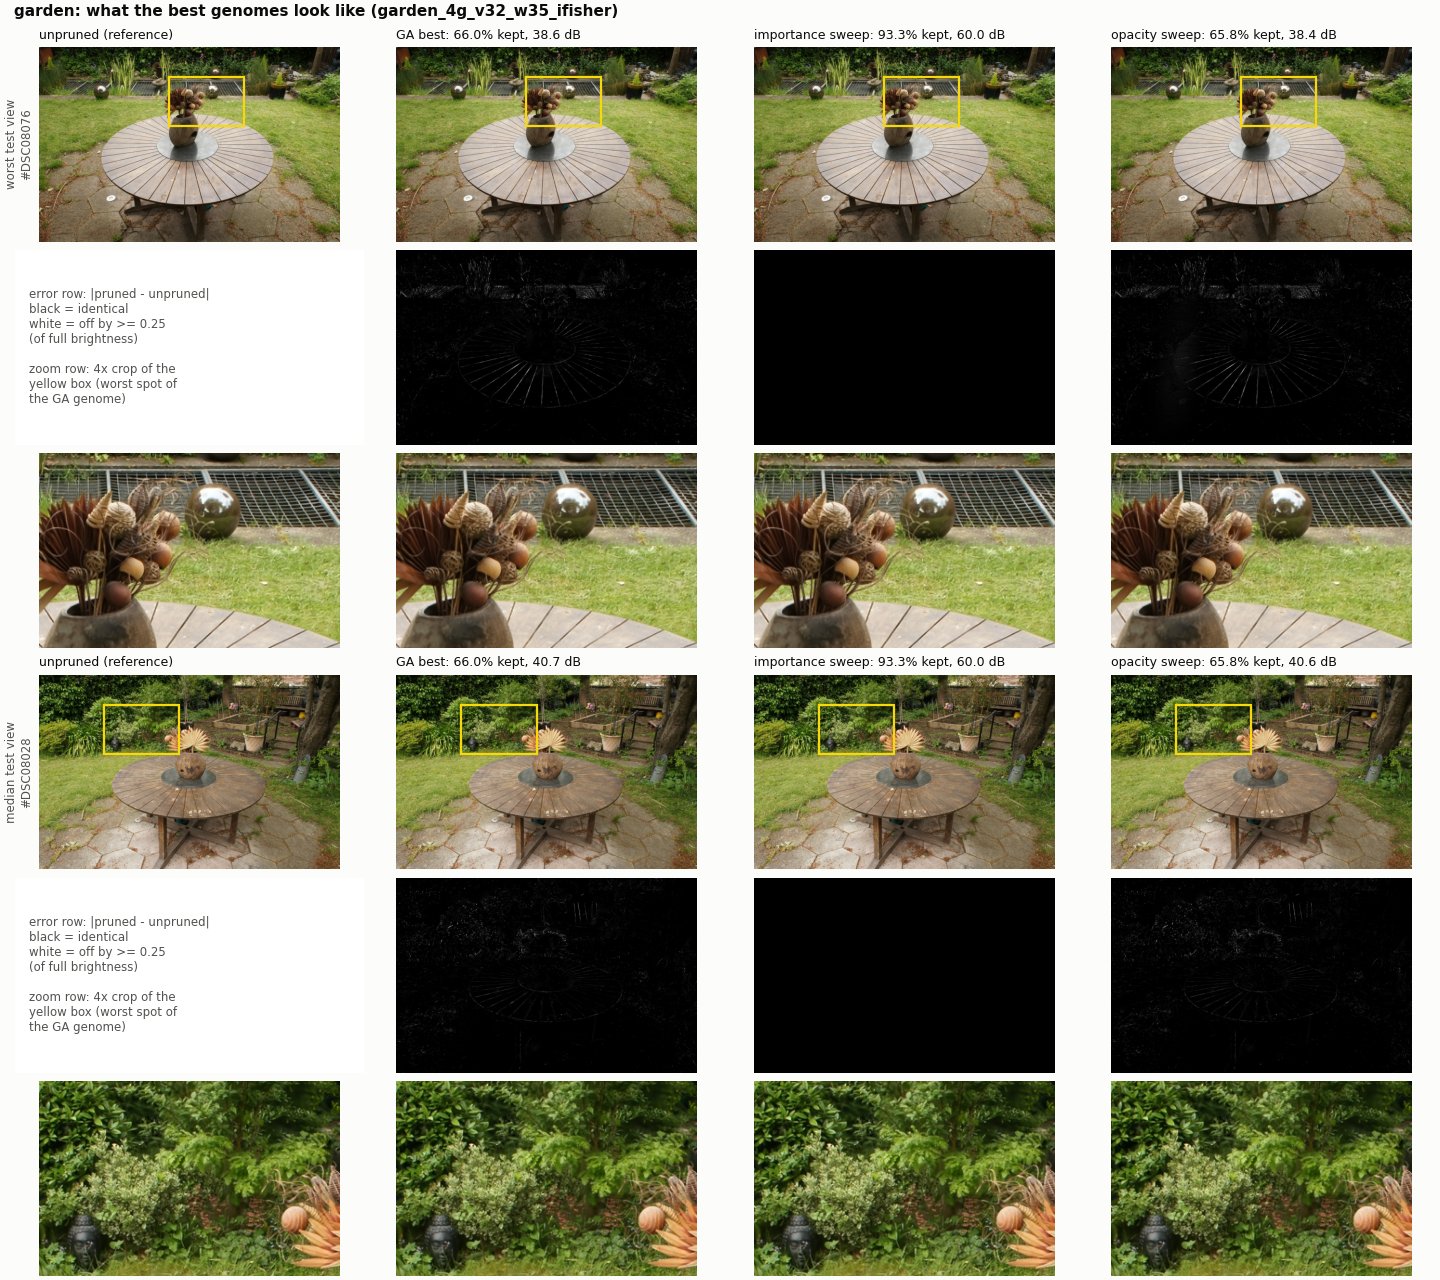 garden: what the best genomes look like (garden_4g_v32_w35_ifisher)
unpruned (reference)
GA best: 66.0% kept, 38.6 dB
importance sweep: 93.3% kept, 60.0 dB
opacity sweep: 65.8% kept, 38.4 dB
worst test view
#DSC08076
error row: |pruned - unpruned|
black = identical
white = off by >= 0.25
(of full brightness)
zoom row: 4x crop of the
yellow box (worst spot of
the GA genome)
unpruned (reference)
GA best: 66.0% kept, 40.7 dB
importance sweep: 93.3% kept, 60.0 dB
opacity sweep: 65.8% kept, 40.6 dB
median test view
#DSC08028
error row: |pruned - unpruned|
black = identical
white = off by >= 0.25
(of full brightness)
zoom row: 4x crop of the
yellow box (worst spot of
the GA genome)